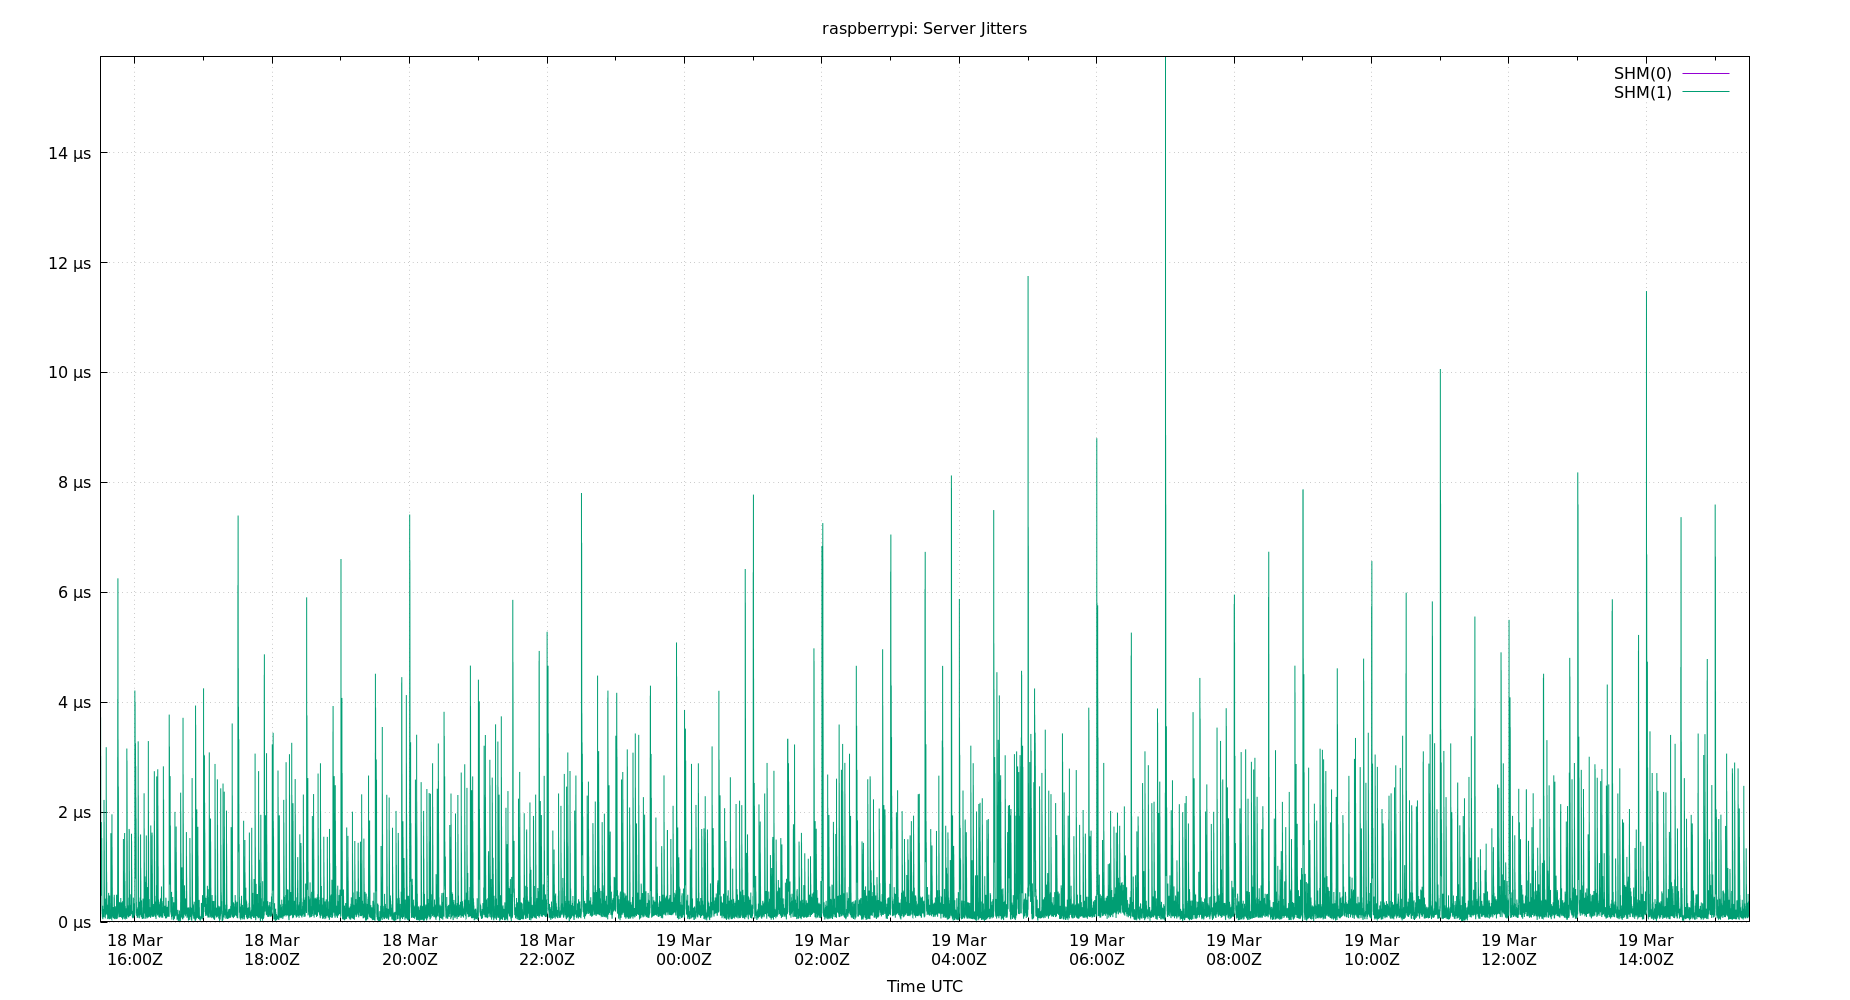 raspberrypi: Server Jitters
SHM(0)
SHM(1)
14 µs
12 µs
10 µs
8 µs
6 µs
4 µs
2 µs
0 µs
18 Mar 18 Mar 18 Mar 18 Mar 19 Mar 19 Mar 19 Mar 19 Mar 19 Mar 19 Mar 19 Mar 19 Mar
16:00Z 18:00Z 20:00Z 22:00Z 00:00Z 02:00Z 04:00Z 06:00Z 08:00Z 10:00Z 12:00Z 14:00Z
Time UTC